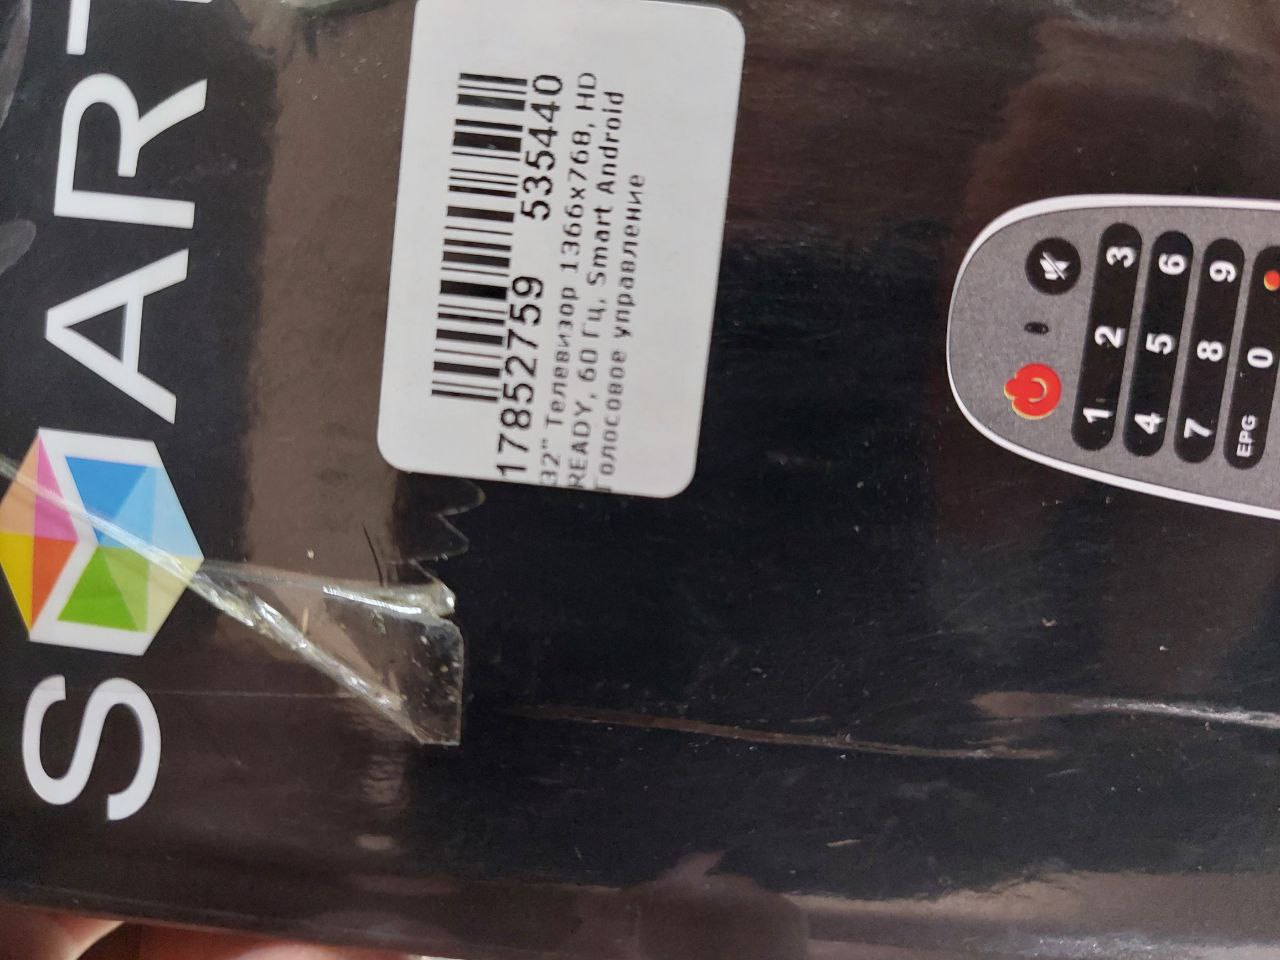 SMART
17852759 535440
32" Телевизор 1366x768, HD
READY, 60 Гц, Smart Android
Голосовое управление
1 2 3
4 5 6
7 8 9
EPG 0